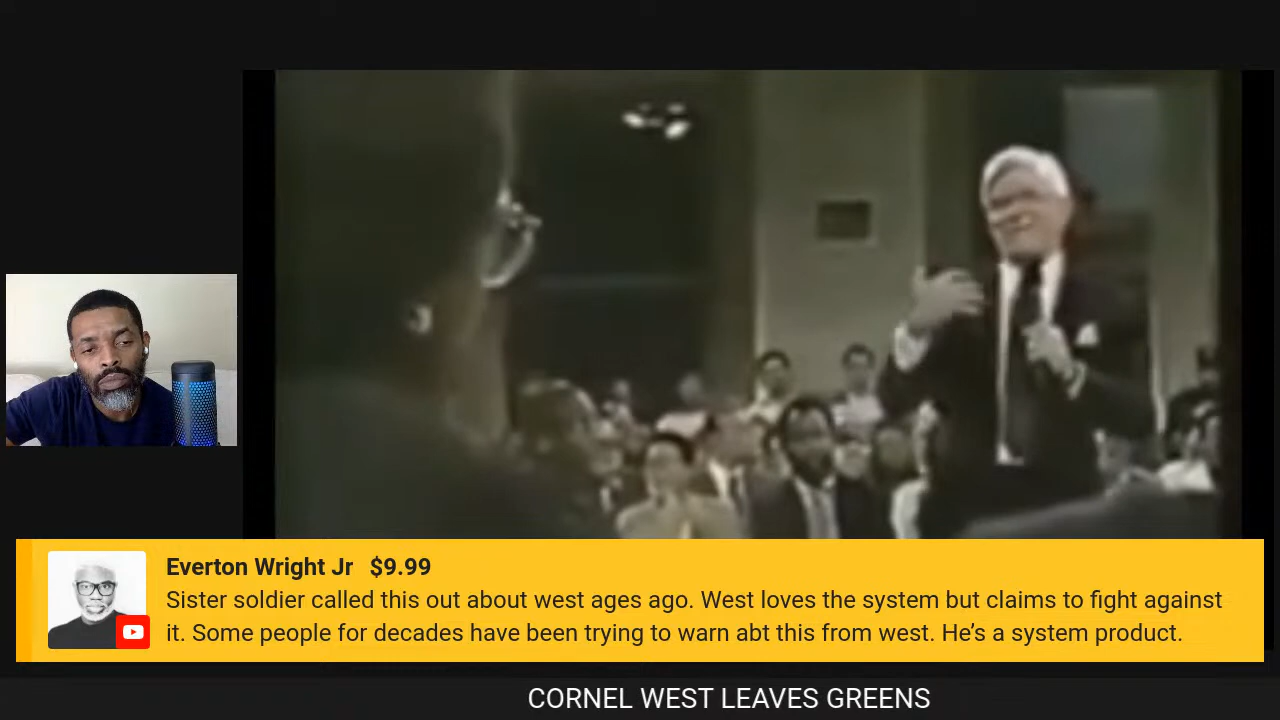 Everton Wright Jr $9.99
Sister soldier called this out about west ages ago. West loves the system but claims to fight against
it. Some people for decades have been trying to warn abt this from west. He’s a system product.
CORNEL WEST LEAVES GREENS